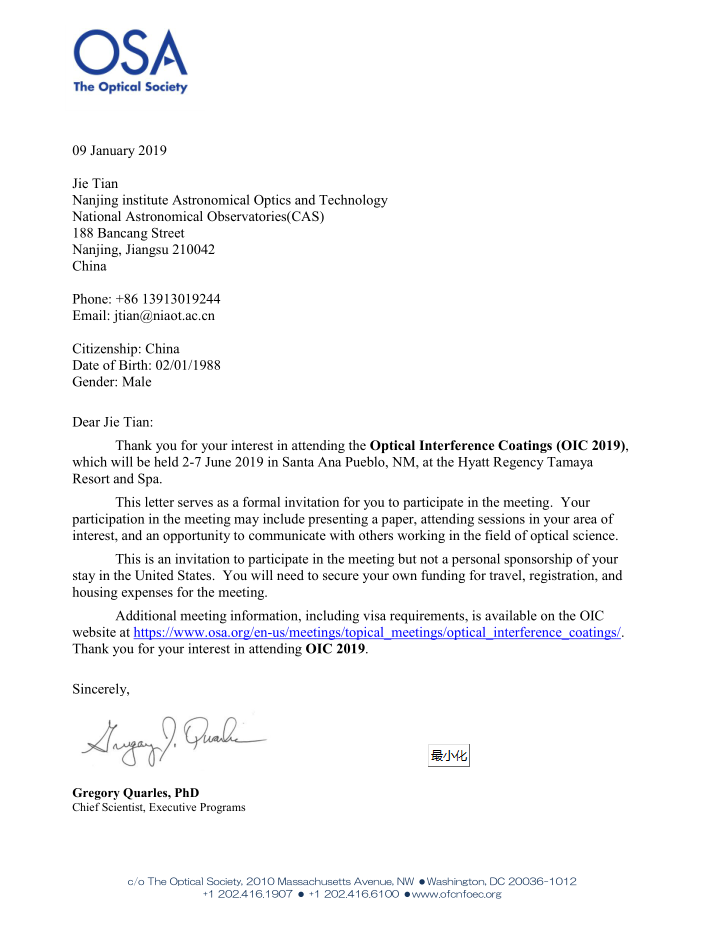 OSA
The Optical Society
09 January 2019
Jie Tian
Nanjing institute Astronomical Optics and Technology
National Astronomical Observatories(CAS)
188 Bancang Street
Nanjing, Jiangsu 210042
China
Phone: +86 13913019244
Email: jtian@niaot.ac.cn
Citizenship: China
Date of Birth: 02/01/1988
Gender: Male
Dear Jie Tian:
Thank you for your interest in attending the Optical Interference Coatings (OIC 2019),
which will be held 2-7 June 2019 in Santa Ana Pueblo, NM, at the Hyatt Regency Tamaya
Resort and Spa.
This letter serves as a formal invitation for you to participate in the meeting.  Your
participation in the meeting may include presenting a paper, attending sessions in your area of
interest, and an opportunity to communicate with others working in the field of optical science.
This is an invitation to participate in the meeting but not a personal sponsorship of your
stay in the United States.  You will need to secure your own funding for travel, registration, and
housing expenses for the meeting.
Additional meeting information, including visa requirements, is available on the OIC
website at https://www.osa.org/en-us/meetings/topical_meetings/optical_interference_coatings/.
Thank you for your interest in attending OIC 2019.
Sincerely,
Gregory J. Quarles
最小化
Gregory Quarles, PhD
Chief Scientist, Executive Programs
c/o The Optical Society, 2010 Massachusetts Avenue, NW ●Washington, DC 20036-1012
+1 202.416.1907 ● +1 202.416.6100 ●www.ofcnfoec.org